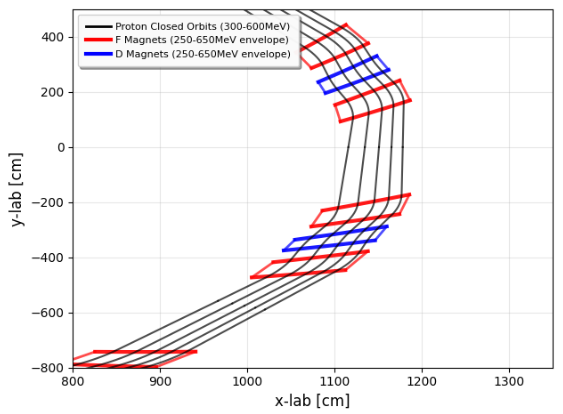 Proton Closed Orbits (300-600MeV)
F Magnets (250-650MeV envelope)
D Magnets (250-650MeV envelope)
y-lab [cm]
400
200
0
−200
−400
−600
−800
800 900 1000 1100 1200 1300
x-lab [cm]